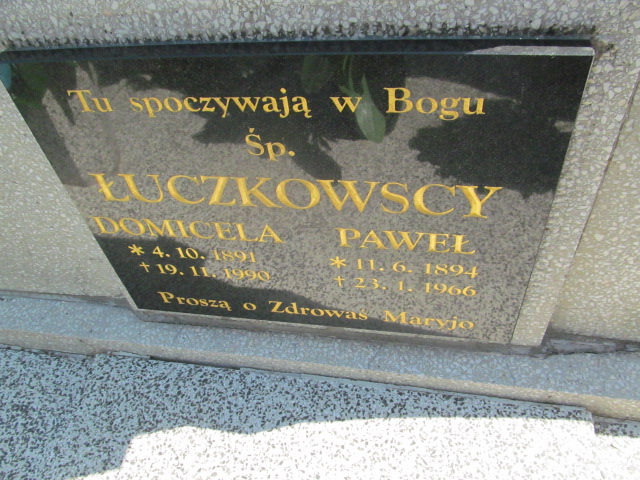 Tu spoczywają w Bogu
Śp.
ŁUCZKOWSCY
DOMICELA PAWEŁ
* 4. 10. 1891 * 11. 6. 1894
† 19. 11. 1990 † 23. 1. 1966
Proszą o Zdrowaś Maryjo